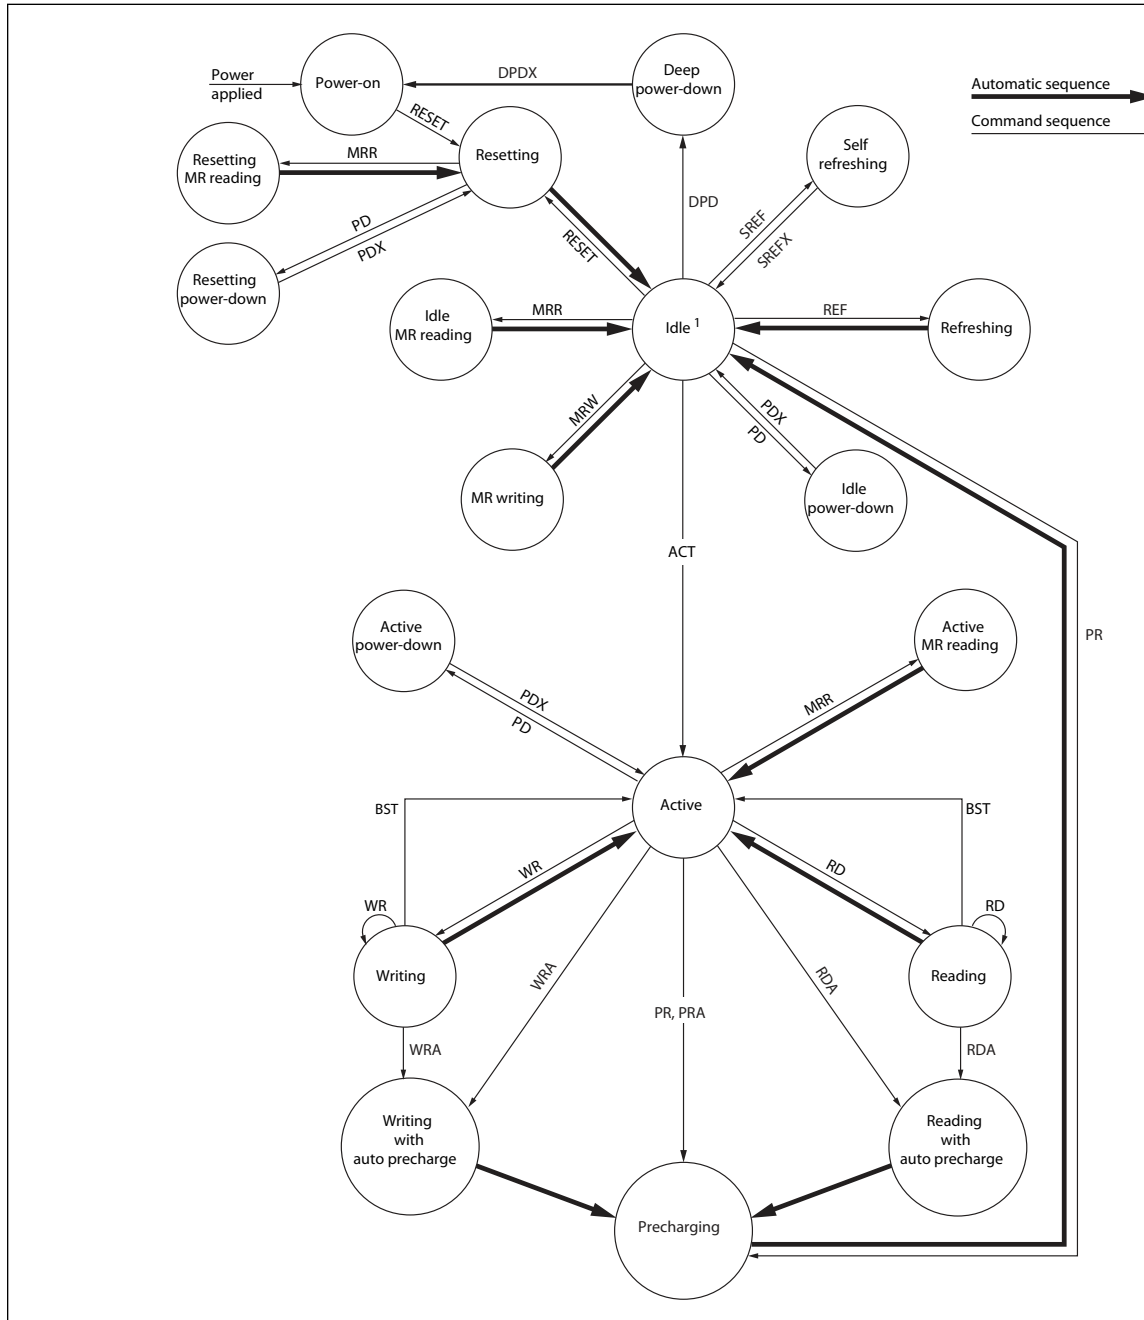 Power
applied
Power-on
DPDX
Deep
power-down
Automatic sequence
Command sequence
RESET
Resetting
MR reading
MRR
Resetting
Self
refreshing
PD
PDX
DPD
SREF
SREFX
RESET
Resetting
power-down
Idle
MR reading
MRR
Idle 1
REF
Refreshing
MRW
PDX
PD
MR writing
Idle
power-down
ACT
Active
power-down
Active
MR reading
PR
PDX
PD
MRR
BST
Active
BST
WR
RD
WR
RD
Writing
Reading
WRA
RDA
PR, PRA
WRA
RDA
Writing
with
auto precharge
Reading
with
auto precharge
Precharging